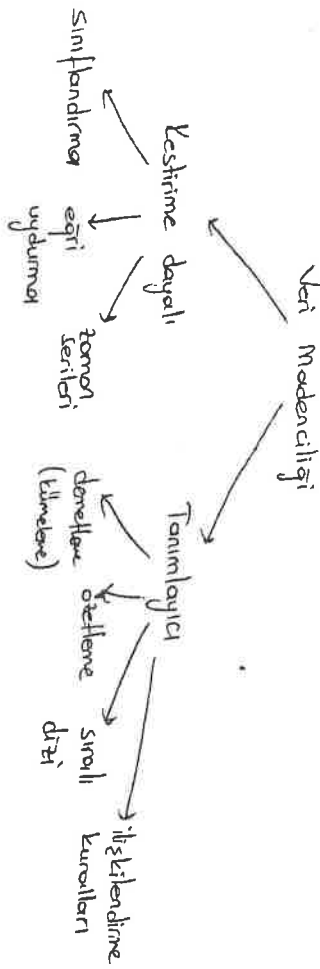 Veri Madenciliği
Kestirime dayalı
Tanımlayıcı
sınıflandırma
eğri
uydurma
zaman
serileri
demetleme
(kümeleme)
özetleme
sıralı
dizi
ilişkilendirme
kuralları